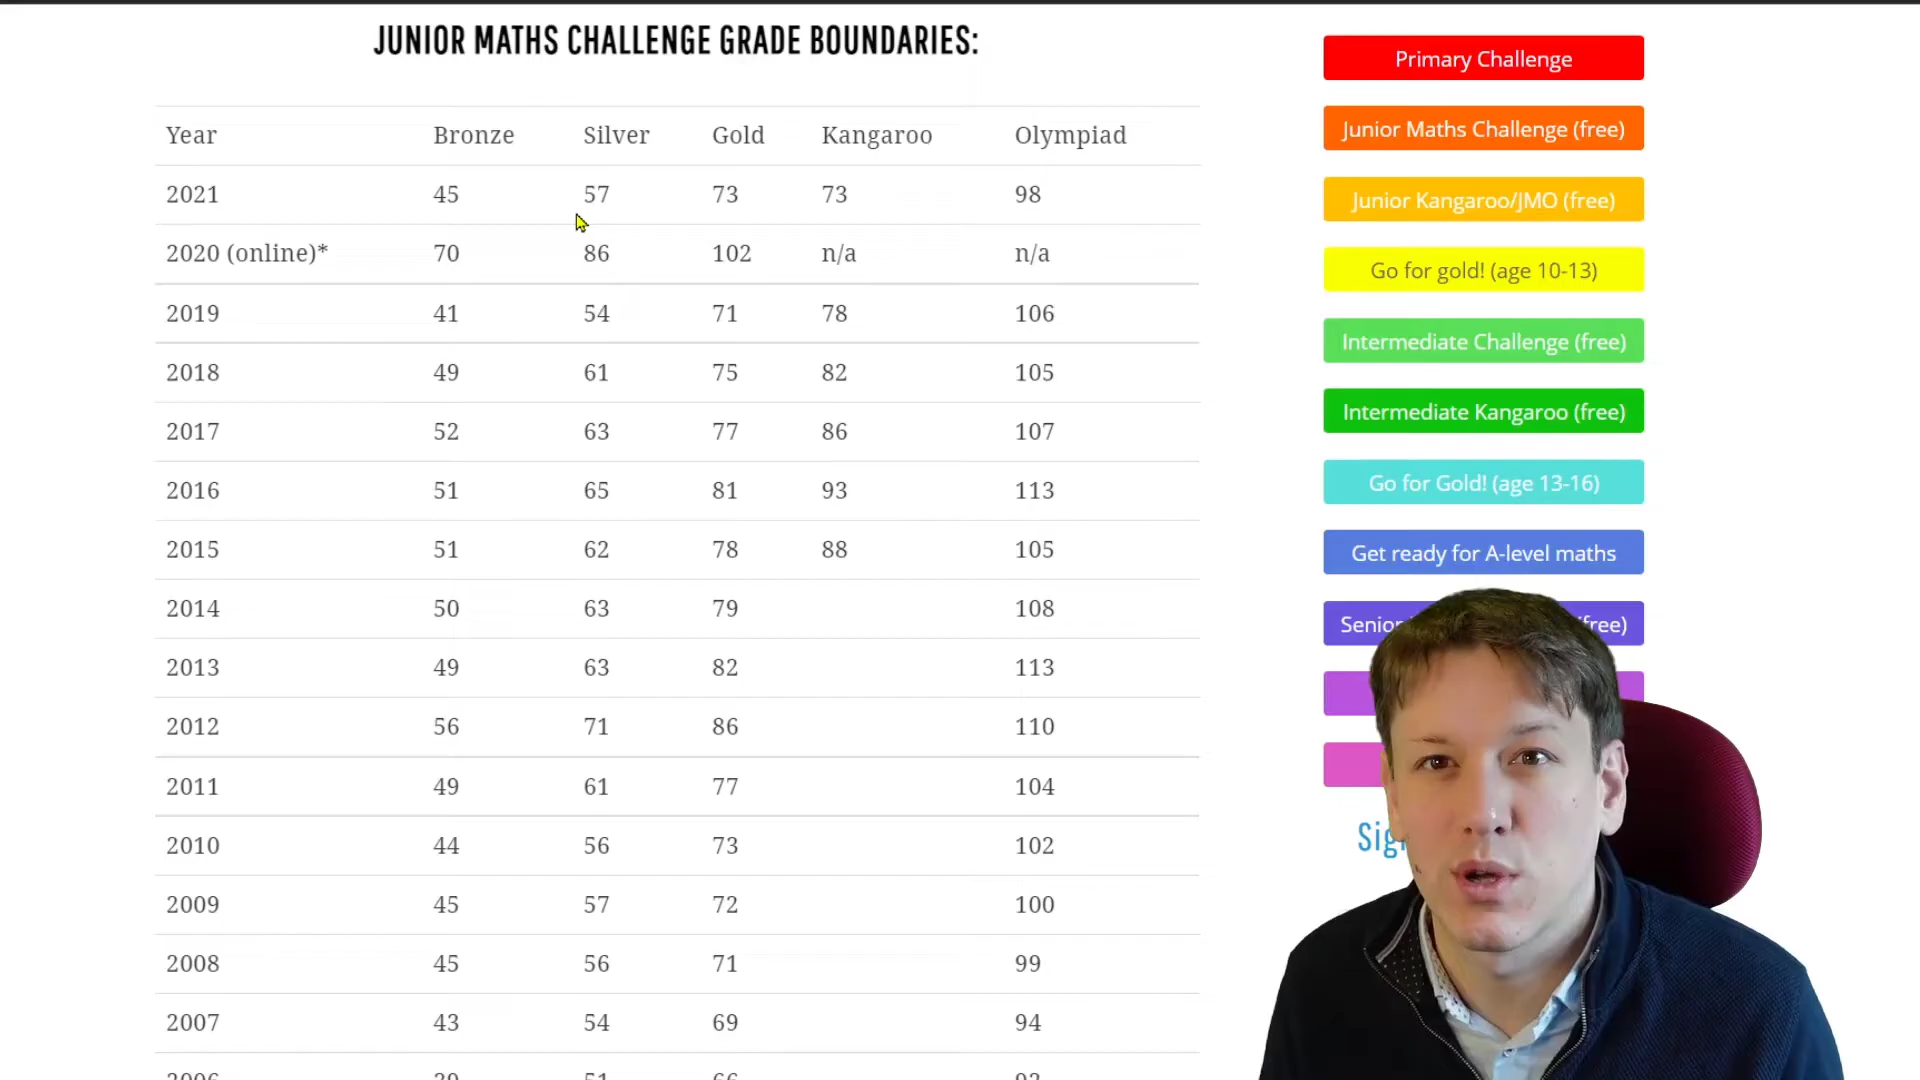 JUNIOR MATHS CHALLENGE GRADE BOUNDARIES:
Year Bronze Silver Gold Kangaroo Olympiad
2021 45 57 73 73 98
2020 (online)* 70 86 102 n/a n/a
2019 41 54 71 78 106
2018 49 61 75 82 105
2017 52 63 77 86 107
2016 51 65 81 93 113
2015 51 62 78 88 105
2014 50 63 79 108
2013 49 63 82 113
2012 56 71 86 110
2011 49 61 77 104
2010 44 56 73 102
2009 45 57 72 100
2008 45 56 71 99
2007 43 54 69 94
Primary Challenge
Junior Maths Challenge (free)
Junior Kangaroo/JMO (free)
Go for gold! (age 10-13)
Intermediate Challenge (free)
Intermediate Kangaroo (free)
Go for Gold! (age 13-16)
Get ready for A-level maths
Senior free)